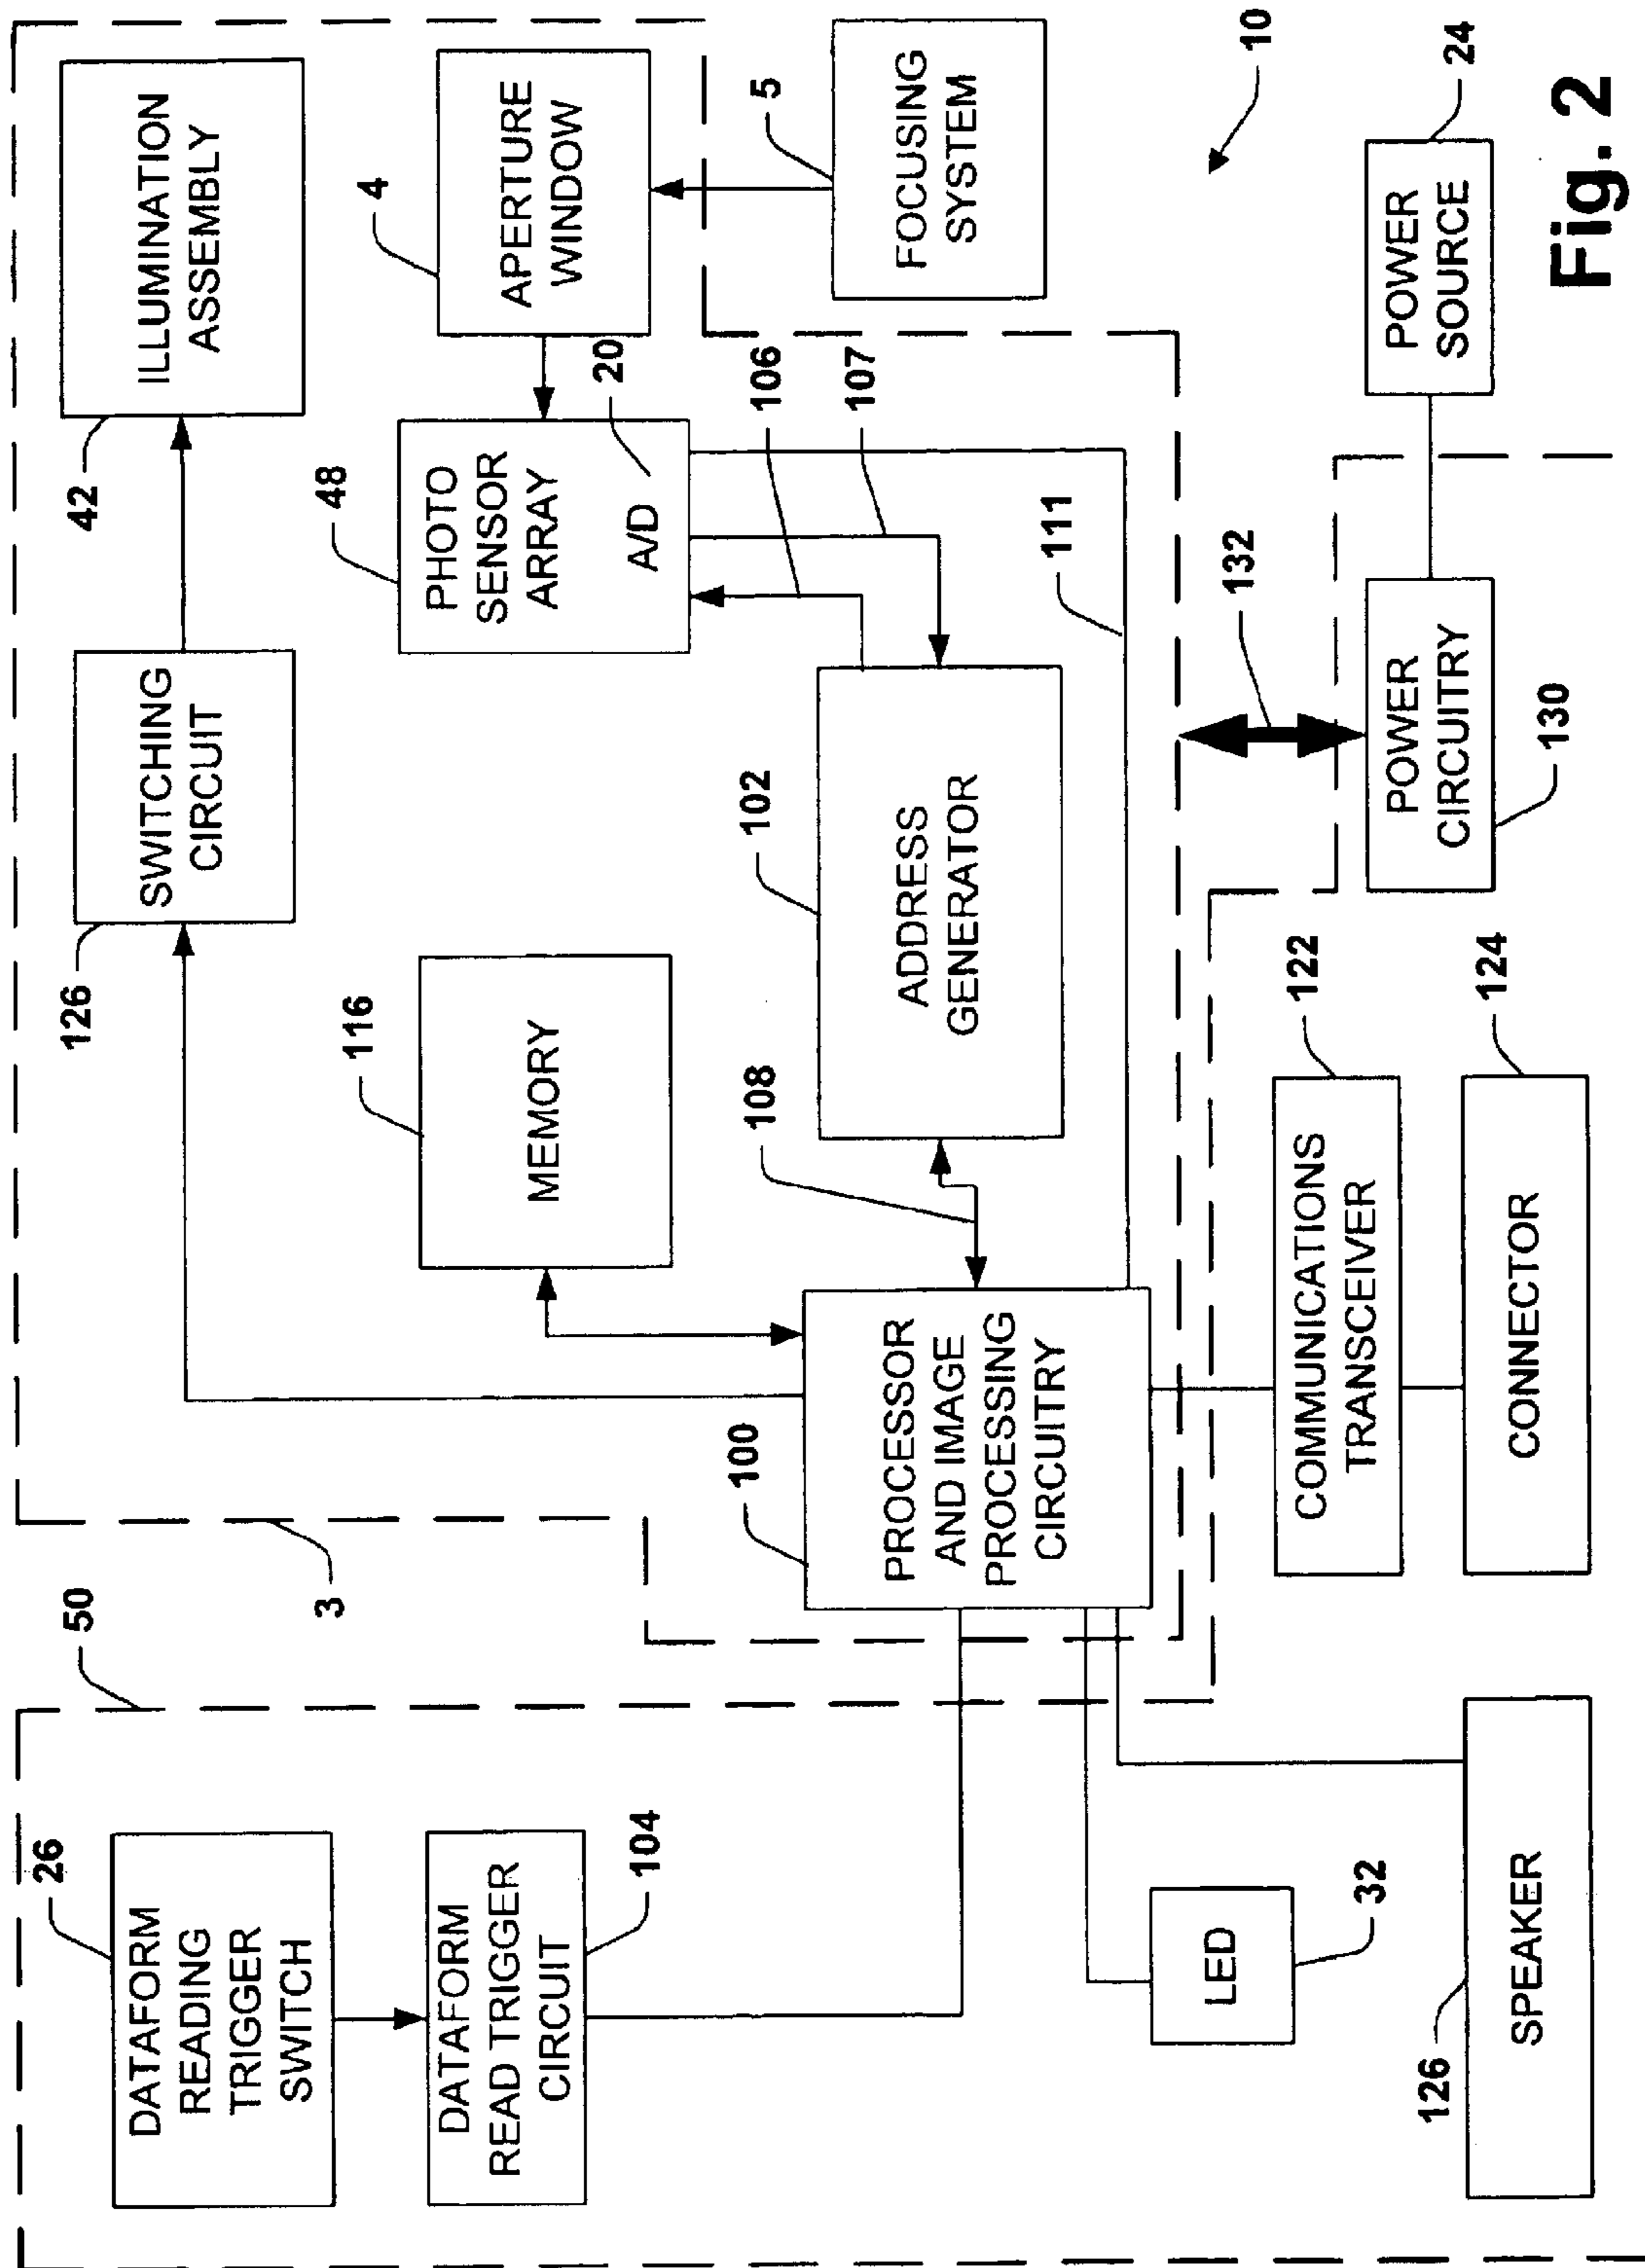 50
26
DATAFORM
READING
TRIGGER
SWITCH
DATAFORM
READ TRIGGER
CIRCUIT
104
LED
32
126
SPEAKER
3
126
SWITCHING
CIRCUIT
42
ILLUMINATION
ASSEMBLY
116
MEMORY
48
PHOTO
SENSOR
ARRAY
A/D
20
4
APERTURE
WINDOW
5
FOCUSING
SYSTEM
106
107
102
ADDRESS
GENERATOR
108
111
100
PROCESSOR
AND IMAGE
PROCESSING
CIRCUITRY
132
122
COMMUNICATIONS
TRANSCEIVER
124
CONNECTOR
POWER
CIRCUITRY
130
POWER
SOURCE
24
10
Fig. 2